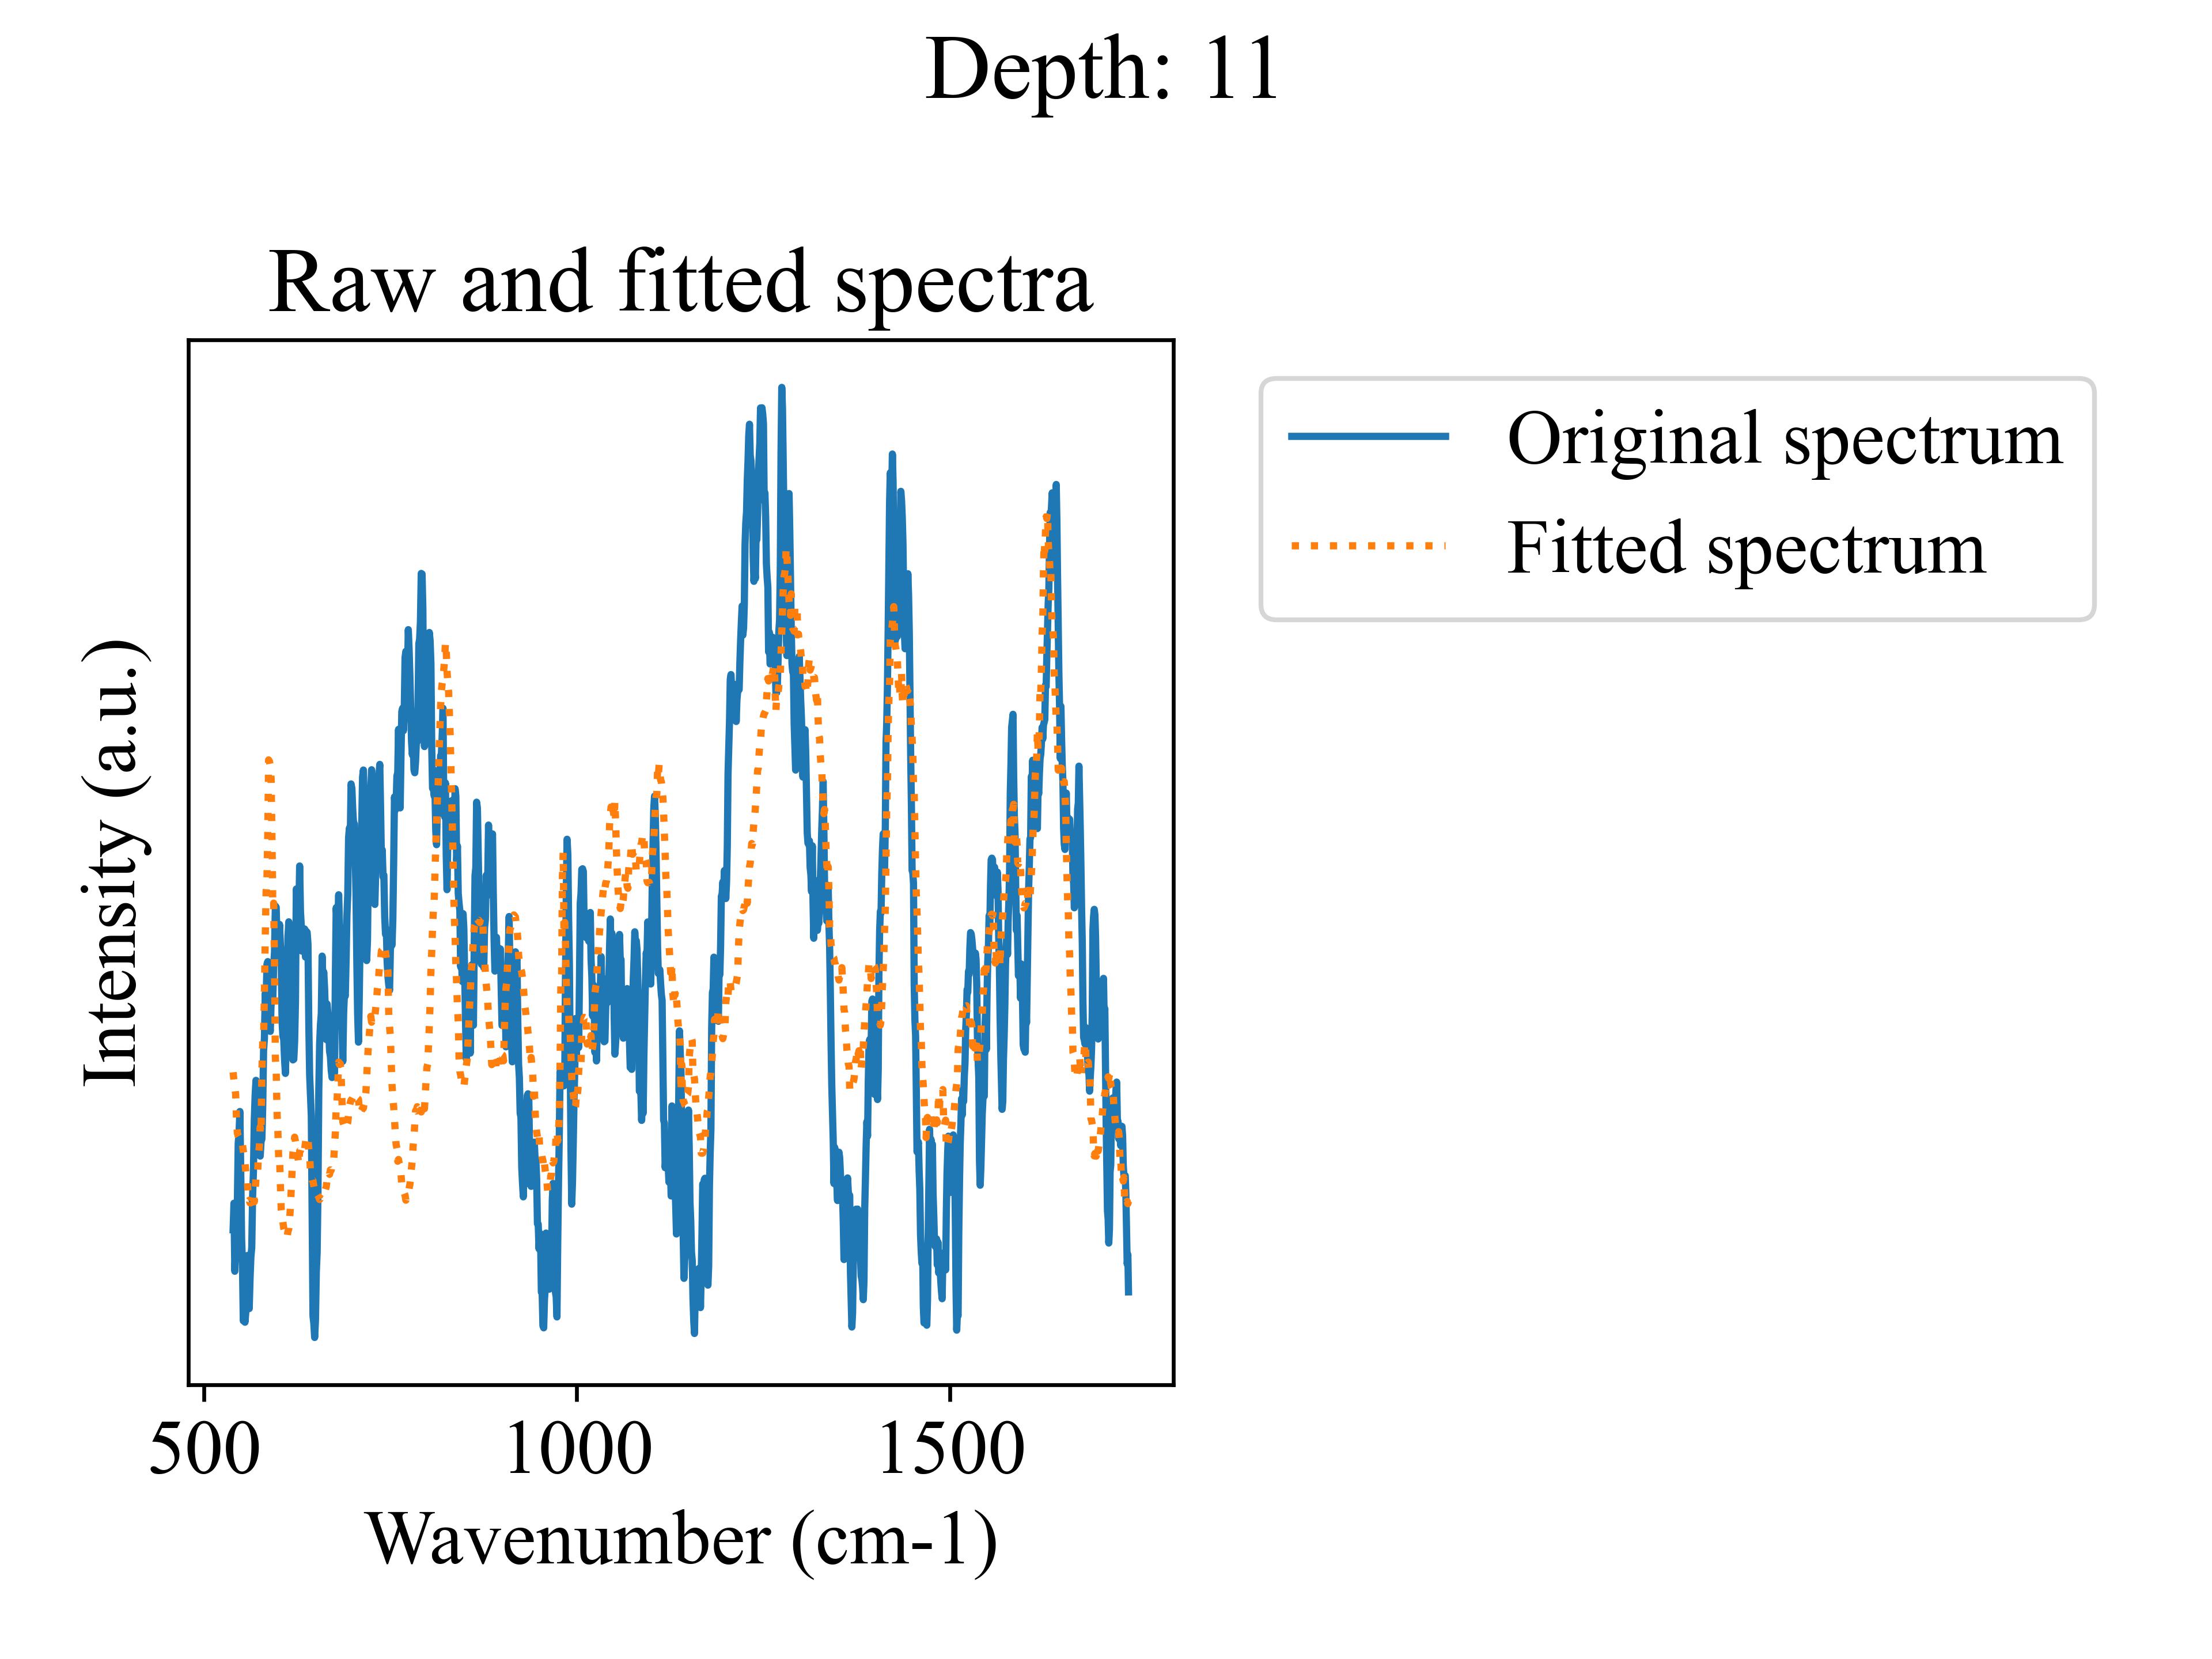 Depth: 11
Raw and fitted spectra
Original spectrum
Fitted spectrum
Intensity (a.u.)
500 1000 1500
Wavenumber (cm-1)